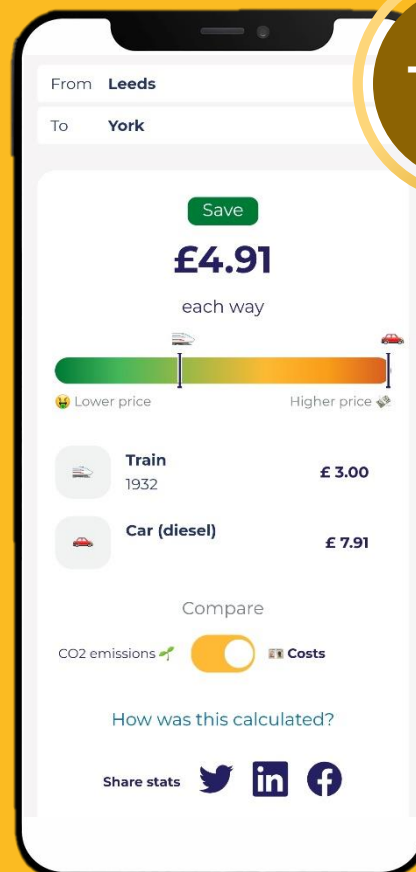 From Leeds
To York
Save
£4.91
each way
Lower price Higher price
Train
1932
£ 3.00
Car (diesel)
£ 7.91
Compare
CO2 emissions Costs
How was this calculated?
Share stats in